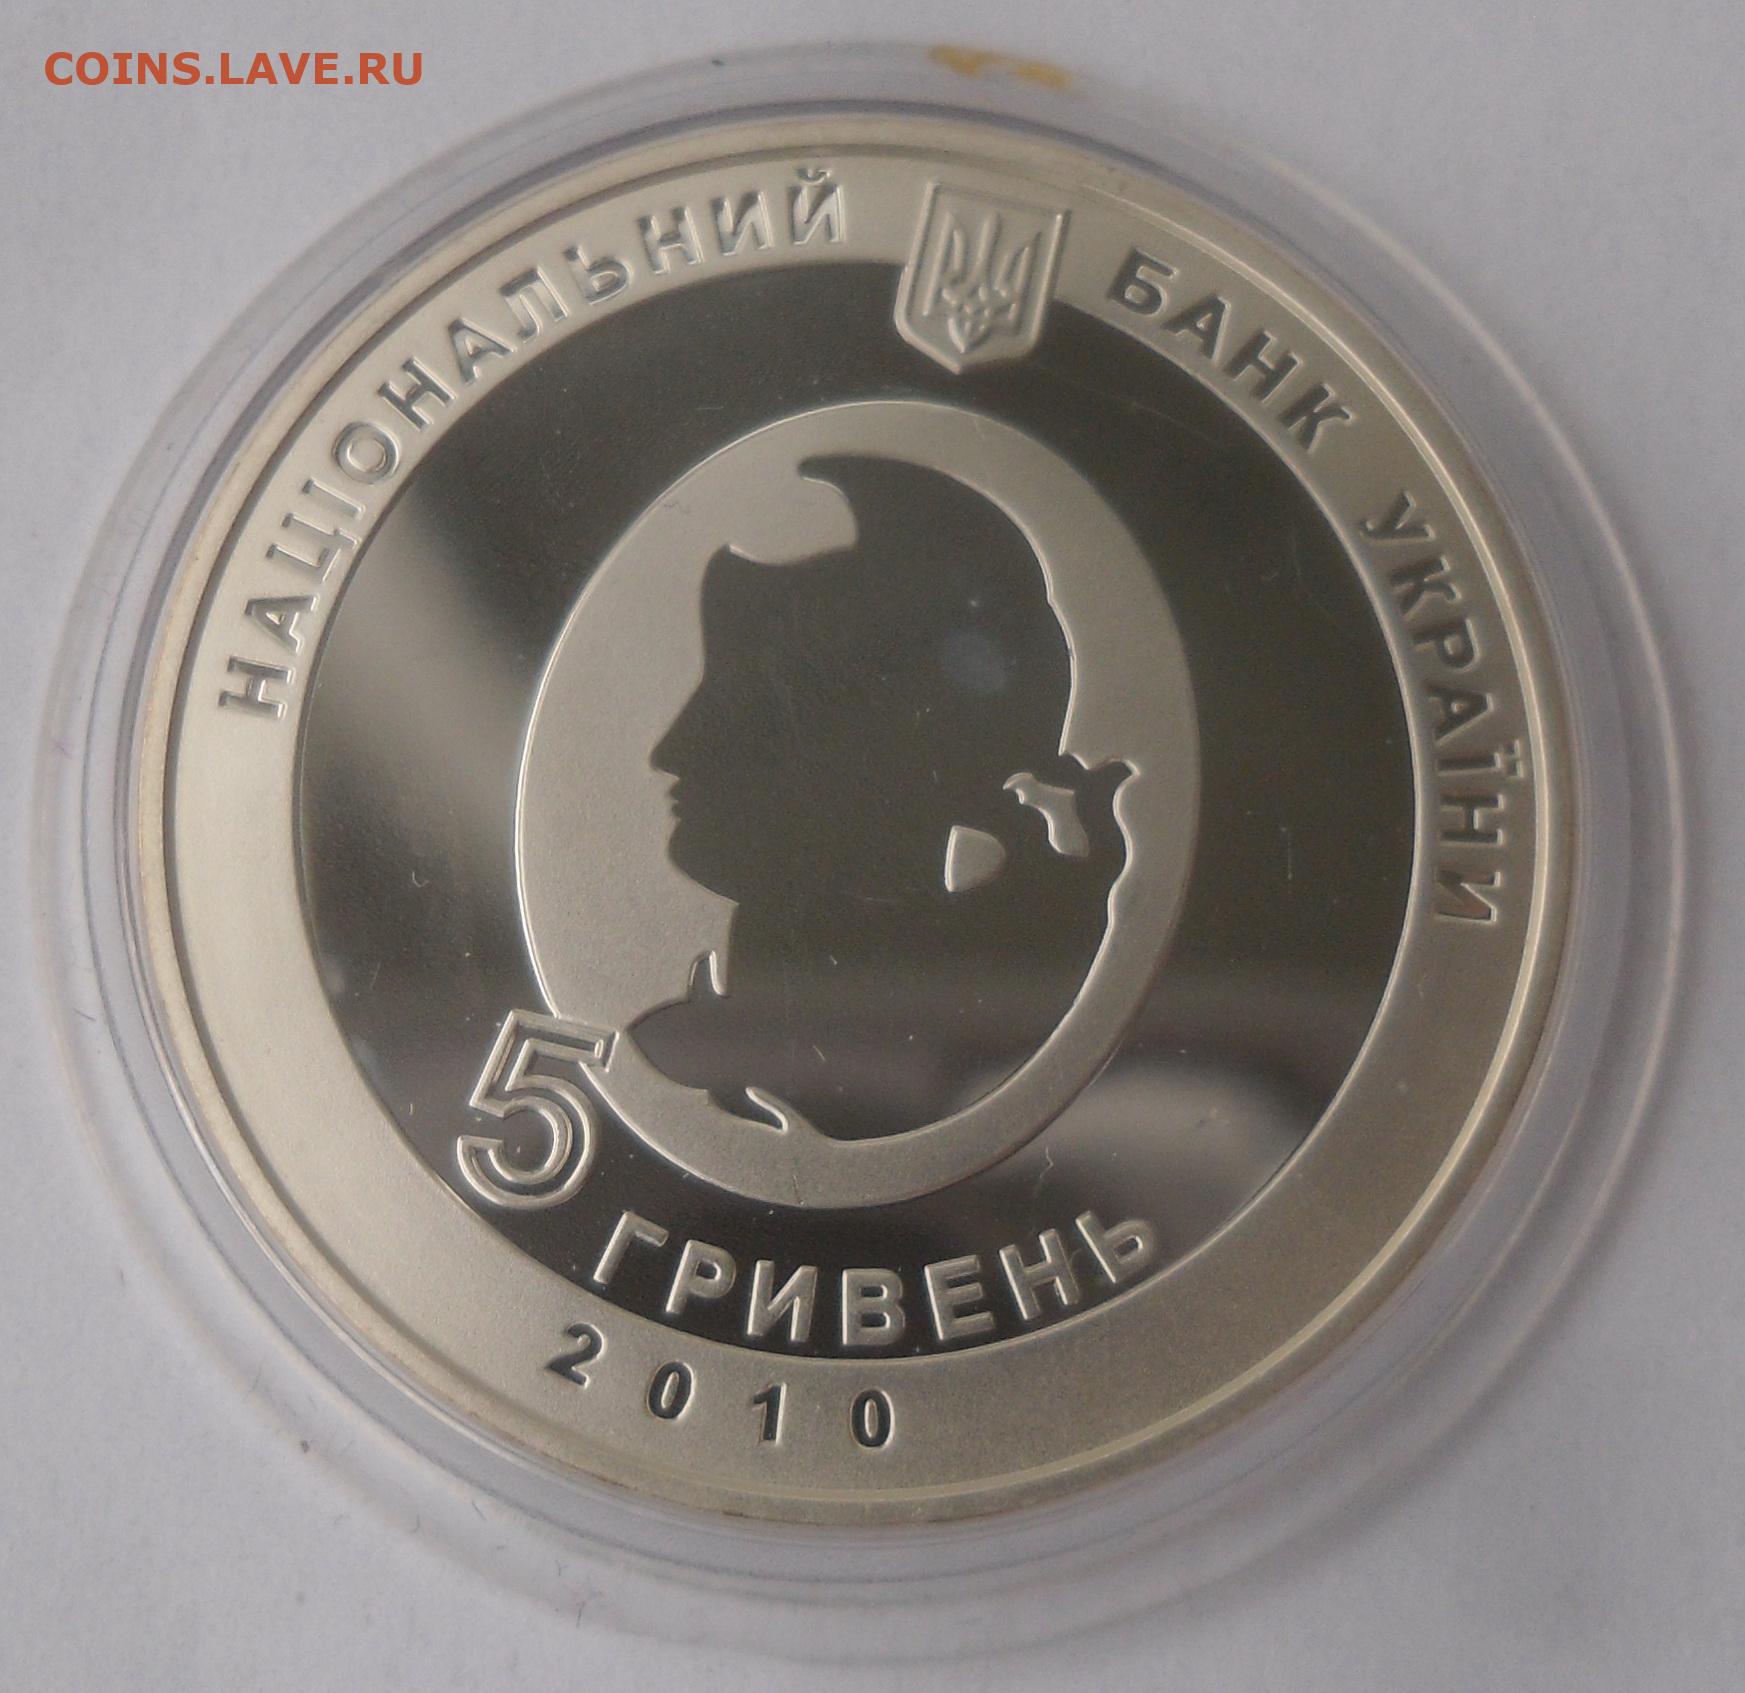 COINS.LAVE.RU
НАЦІОНАЛЬНИЙ БАНК УКРАЇНИ
5
ГРИВЕНЬ
2010